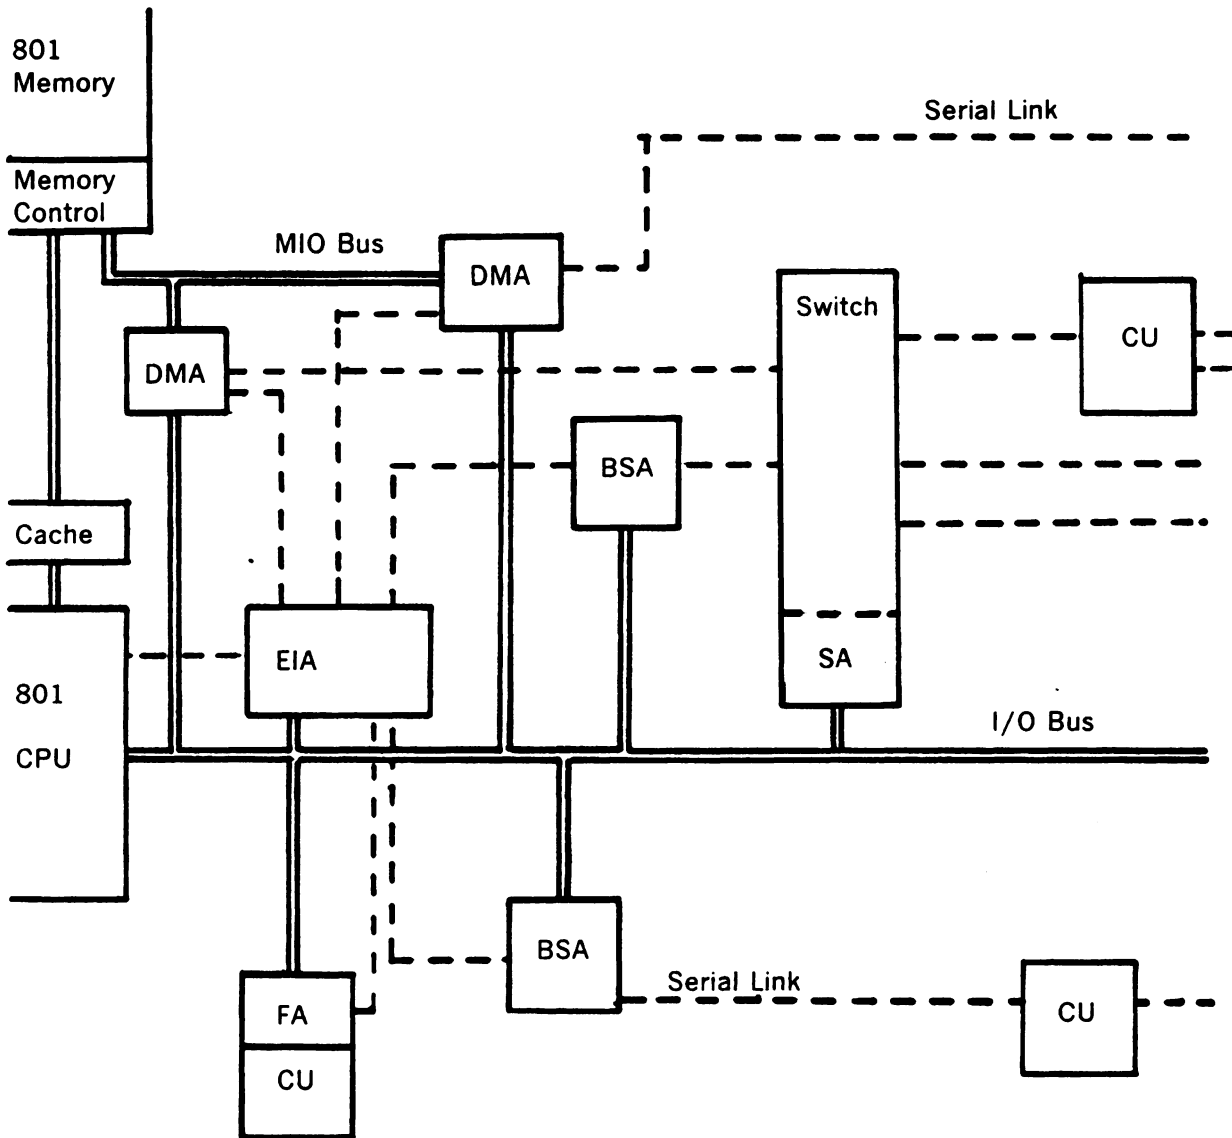 801
Memory
Serial Link
Memory
Control
MIO Bus
DMA
Switch
CU
DMA
BSA
Cache
EIA
SA
801
CPU
I/O Bus
BSA
Serial Link
FA
CU
CU